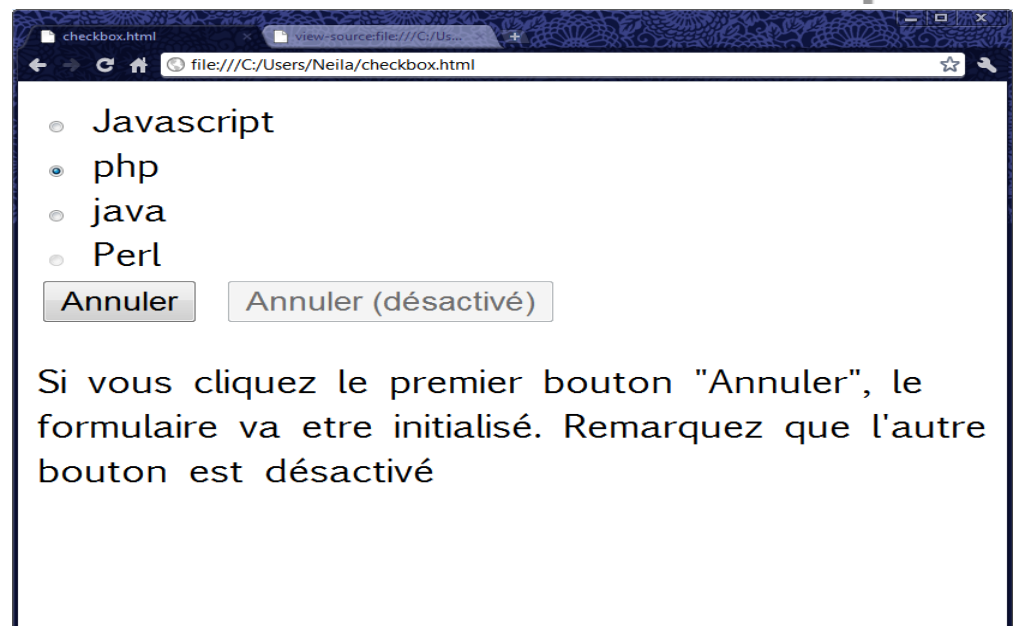 checkbox.html
view-source:file:///C:/Us...
file:///C:/Users/Neila/checkbox.html
Javascript
php
java
Perl
Annuler Annuler (désactivé)
Si vous cliquez le premier bouton "Annuler", le
formulaire va etre initialisé. Remarquez que l'autre
bouton est désactivé